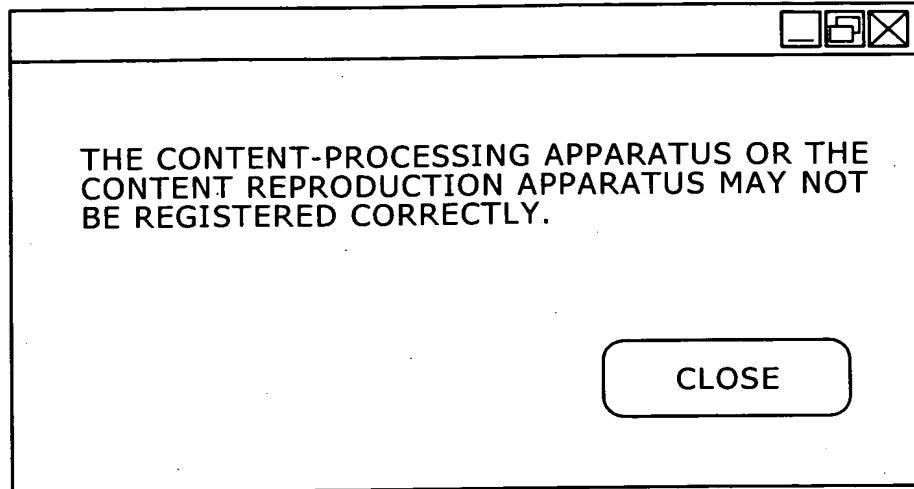 THE CONTENT-PROCESSING APPARATUS OR THE
CONTENT REPRODUCTION APPARATUS MAY NOT
BE REGISTERED CORRECTLY.
CLOSE